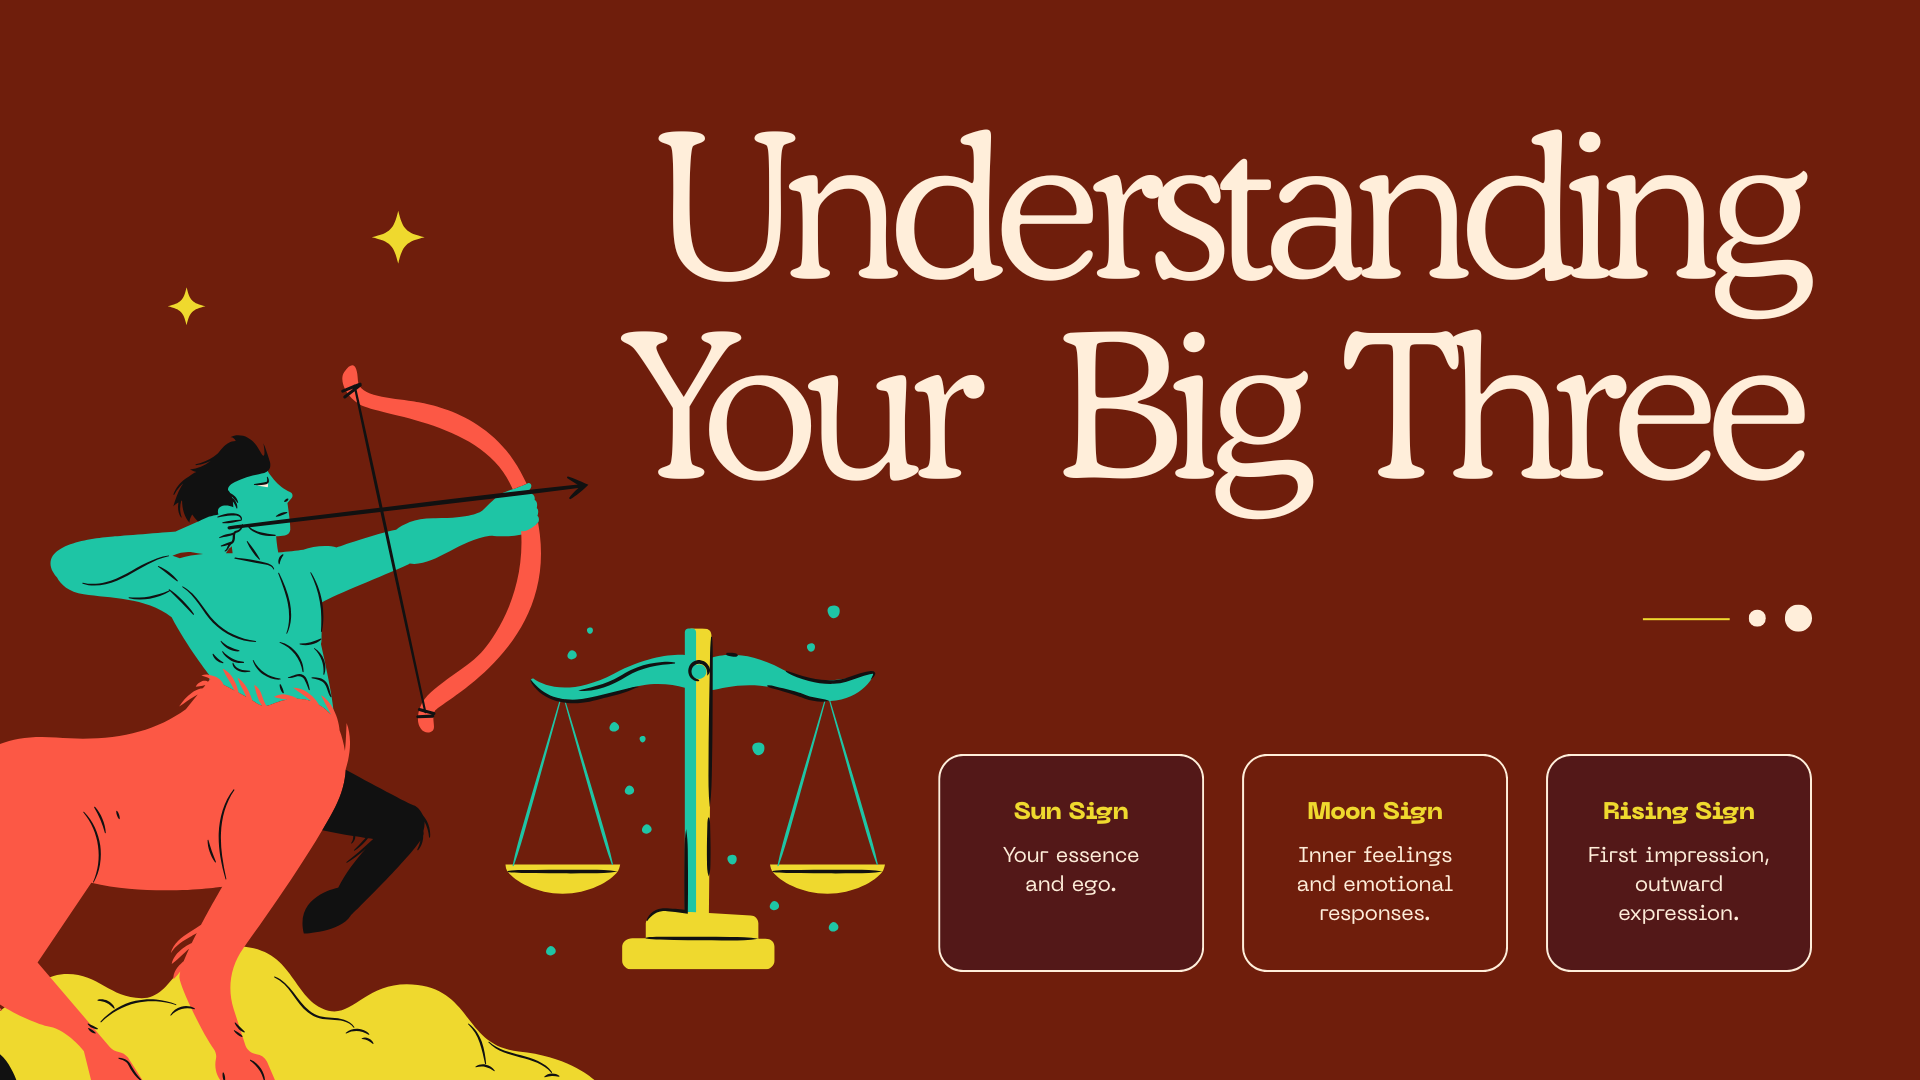 Understanding
Your Big Three
Sun Sign
Your essence
and ego.
Moon Sign
Inner feelings
and emotional
responses.
Rising Sign
First impression,
outward
expression.